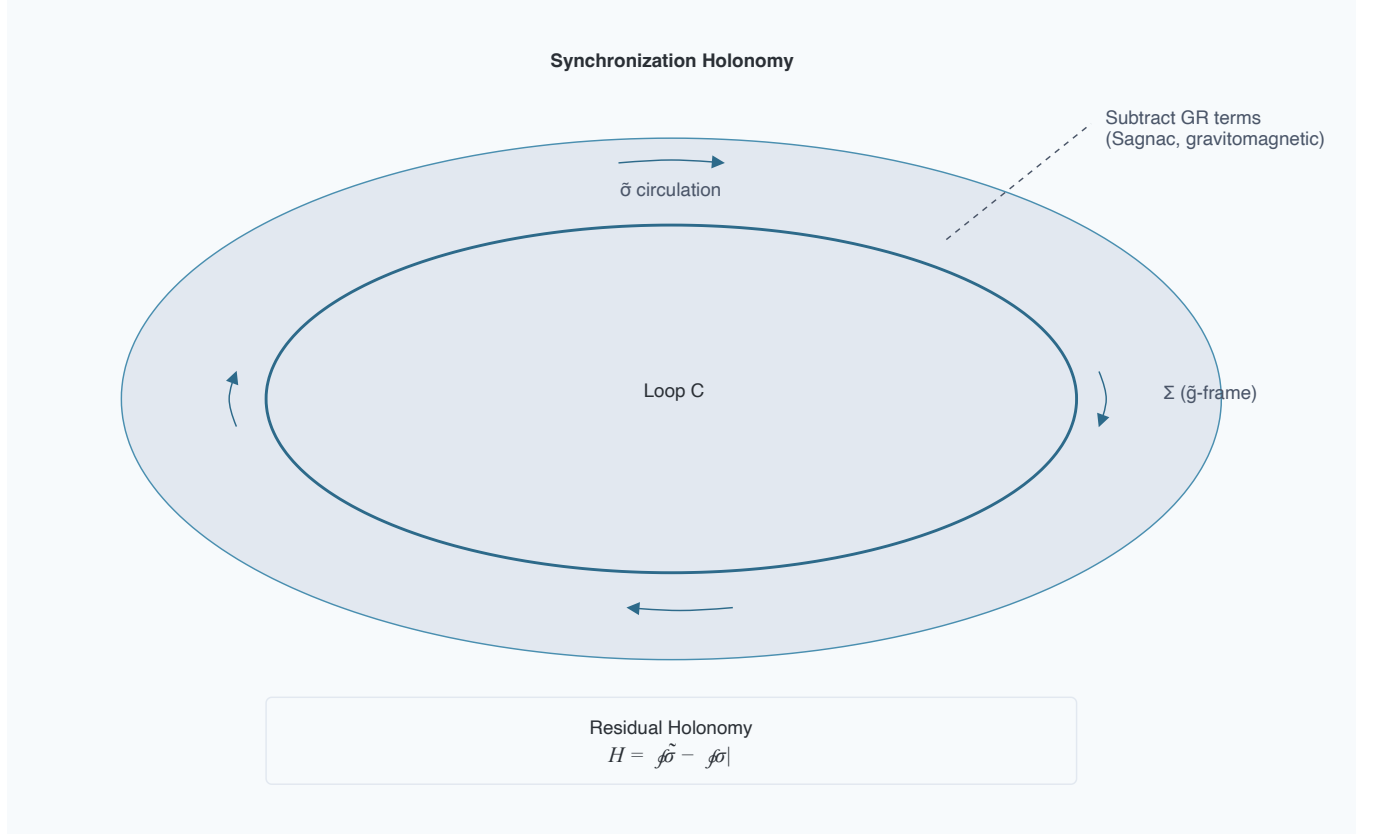 Synchronization Holonomy
Subtract GR terms
(Sagnac, gravitomagnetic)
σ̃ circulation
Loop C
Σ (g̃-frame)
Residual Holonomy
H = ∮σ̃ − ∮σ|